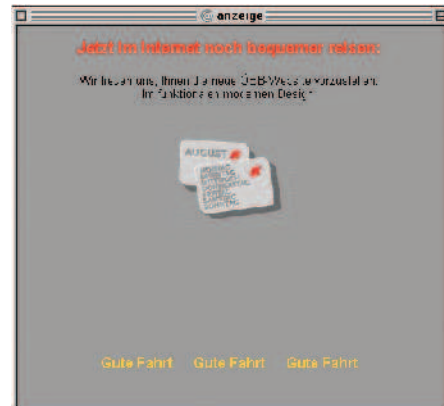 anzeige
Jetzt im Internet noch bequemer reisen:
Wir freuen uns, Ihnen die neue ÖBB-Website vorzustellen.
Im funktionalen modernen Design
AUGUST
Gute Fahrt Gute Fahrt Gute Fahrt